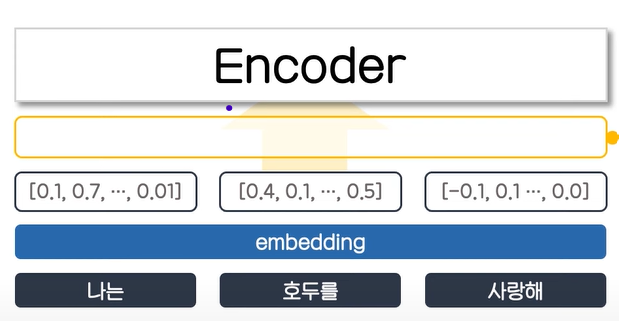 Encoder
[0.1, 0.7, ⋯, 0.01] [0.4, 0.1, ⋯, 0.5] [-0.1, 0.1 ⋯, 0.0]
embedding
나는 호두를 사랑해